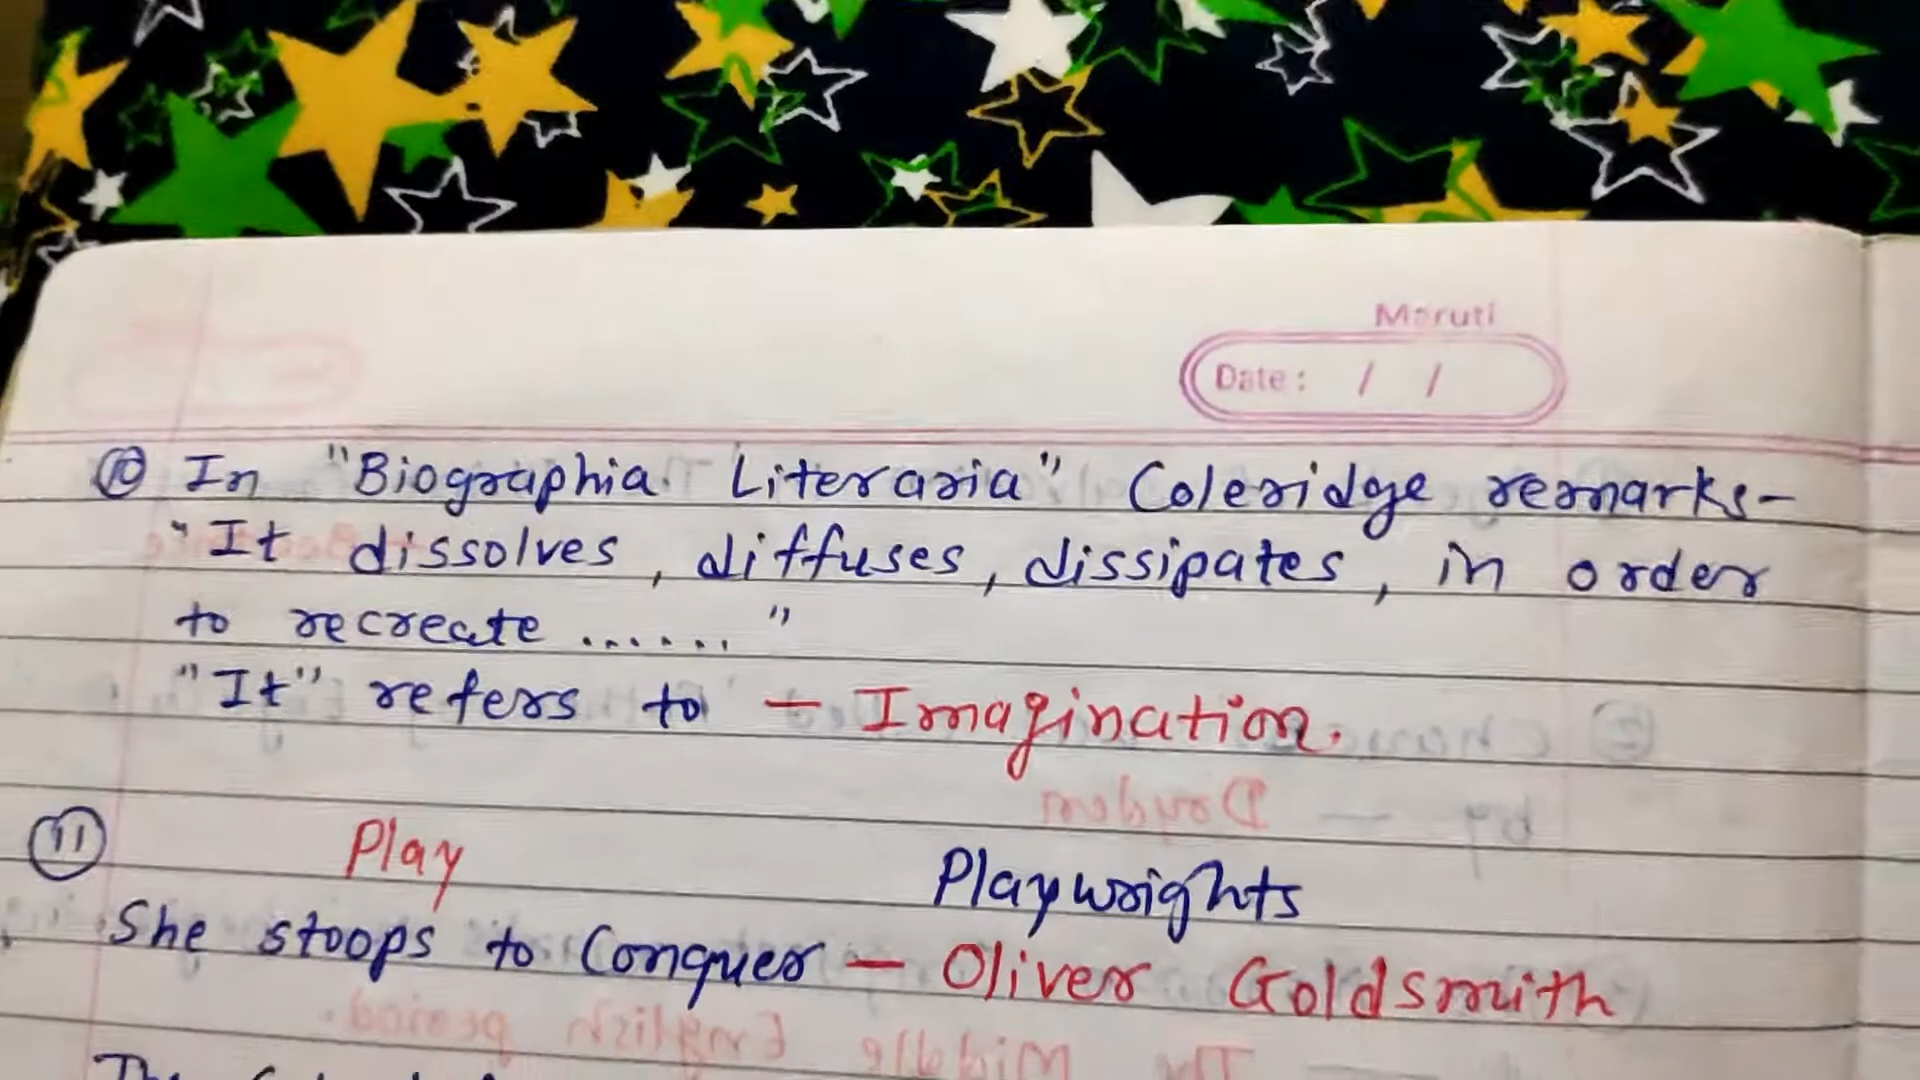 Maruti
Date: / /
⑩ In "Biographia Literaria" Coleridge remarks-
"It dissolves, diffuses, dissipates, in order
to recreate ......"
"It" refers to - Imagination.
⑪ Play Playwrights
She stoops to Conquer - Oliver Goldsmith